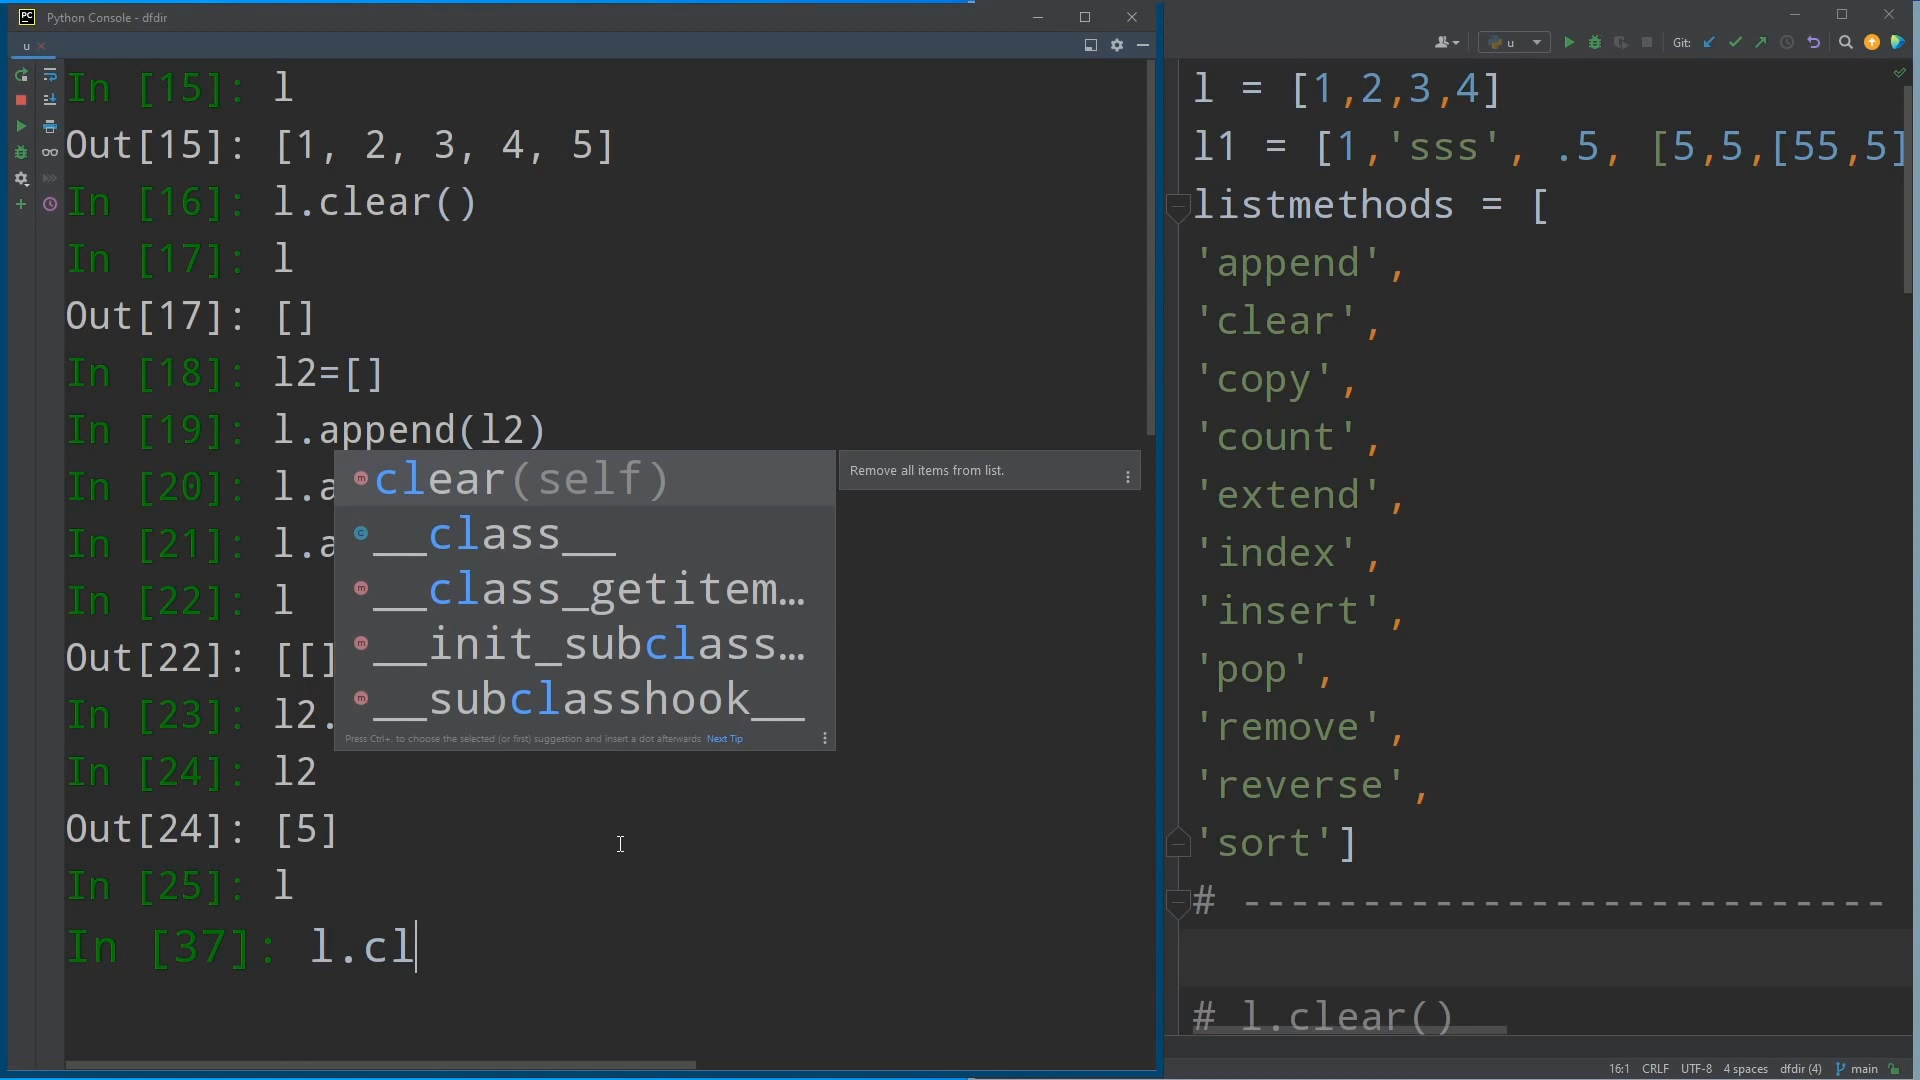 Python Console - dfdir
u
In [15]: l
Out[15]: [1, 2, 3, 4, 5]
In [16]: l.clear()
In [17]: l
Out[17]: []
In [18]: l2=[]
In [19]: l.append(l2)
In [20]: l.a
In [21]: l.a
In [22]: l
Out[22]: [[]
In [23]: l2.
In [24]: l2
Out[24]: [5]
In [25]: l
In [37]: l.cl
clear(self)
__class__
__class_getitem…
__init_subclass…
__subclasshook__
Press Ctrl+. to choose the selected (or first) suggestion and insert a dot afterwards Next Tip
Remove all items from list.
u
Git:
l = [1,2,3,4]
l1 = [1,'sss', .5, [5,5,[55,5]
listmethods = [
'append',
'clear',
'copy',
'count',
'extend',
'index',
'insert',
'pop',
'remove',
'reverse',
'sort']
# ---------------------------
# l.clear()
16:1 CRLF UTF-8 4 spaces dfdir (4) main